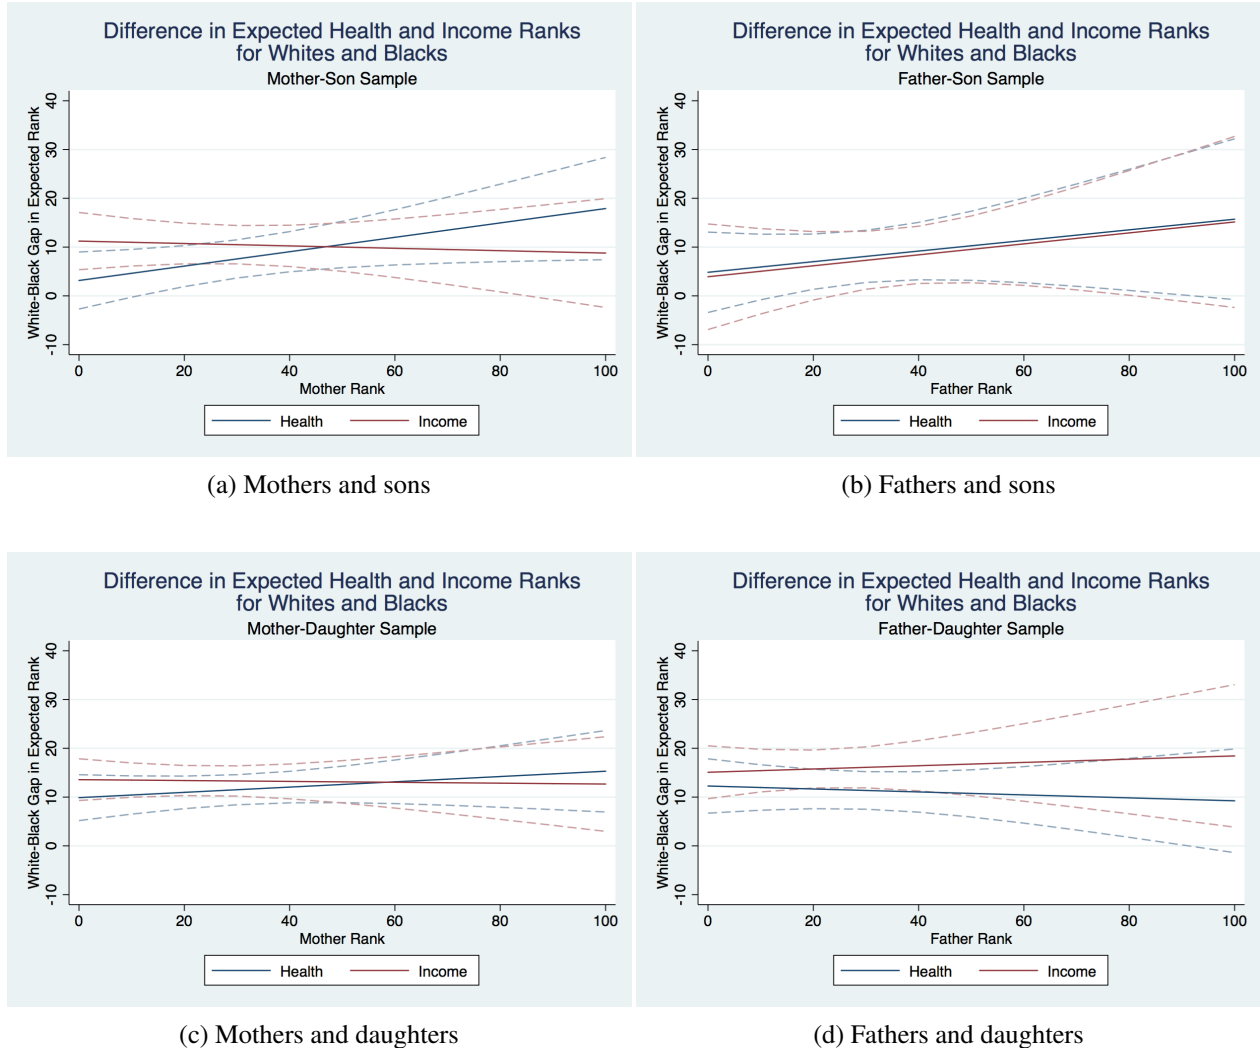 Difference in Expected Health and Income Ranks
for Whites and Blacks
Mother-Son Sample
White-Black Gap in Expected Rank
40
30
20
10
0
-10
0 20 40 60 80 100
Mother Rank
Health Income
(a) Mothers and sons
Difference in Expected Health and Income Ranks
for Whites and Blacks
Father-Son Sample
White-Black Gap in Expected Rank
40
30
20
10
0
-10
0 20 40 60 80 100
Father Rank
Health Income
(b) Fathers and sons
Difference in Expected Health and Income Ranks
for Whites and Blacks
Mother-Daughter Sample
White-Black Gap in Expected Rank
40
30
20
10
0
-10
0 20 40 60 80 100
Mother Rank
Health Income
(c) Mothers and daughters
Difference in Expected Health and Income Ranks
for Whites and Blacks
Father-Daughter Sample
White-Black Gap in Expected Rank
40
30
20
10
0
-10
0 20 40 60 80 100
Father Rank
Health Income
(d) Fathers and daughters